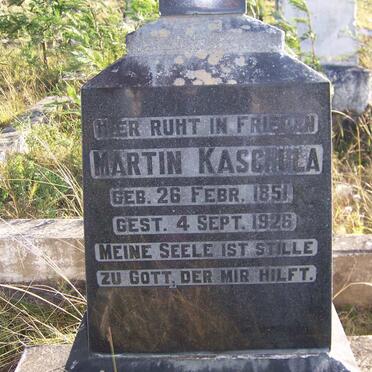 HIER RUHT IN FRIEDEN
MARTIN KASCHULA
GEB. 26 FEBR. 1851
GEST. 4 SEPT. 1926
MEINE SEELE IST STILLE
ZU GOTT, DER MIR HILFT.